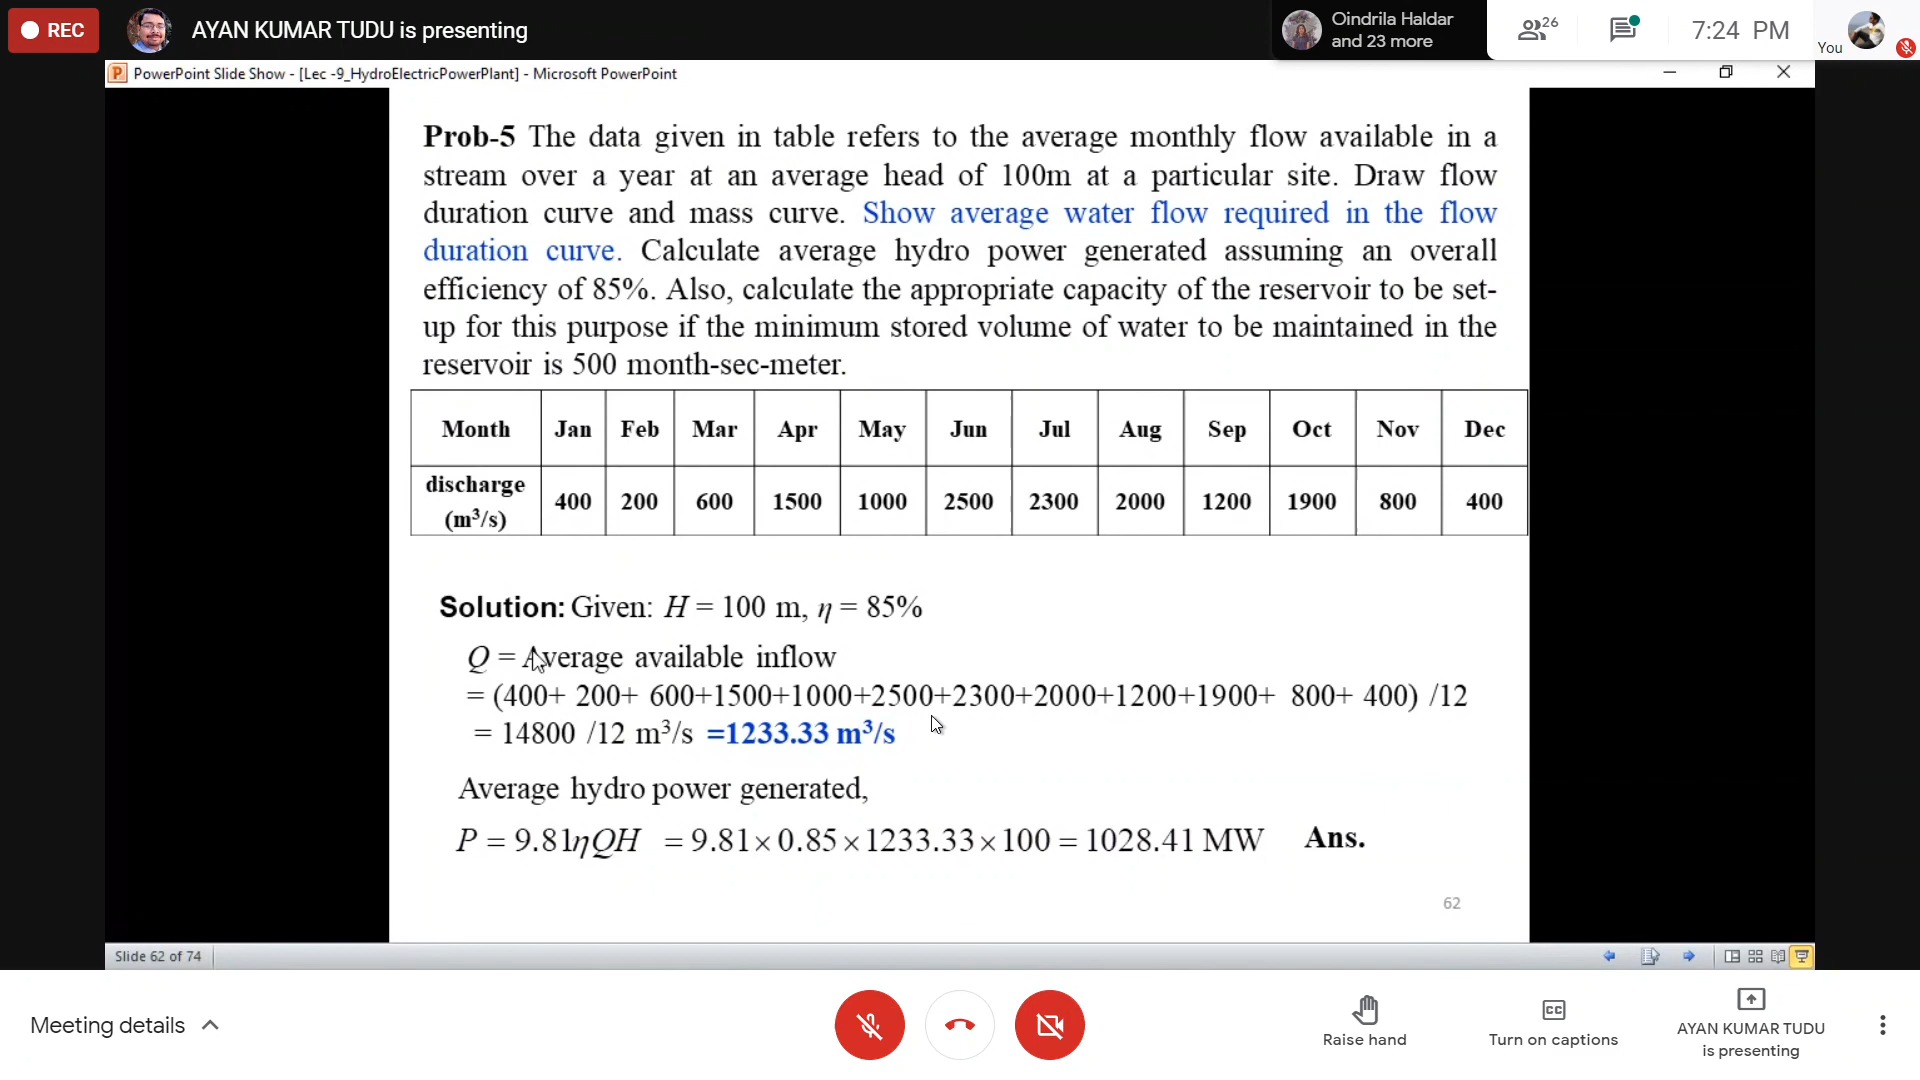 REC
AYAN KUMAR TUDU is presenting
Oindrila Haldar
and 23 more
26
7:24 PM
You
PowerPoint Slide Show - [Lec -9_HydroElectricPowerPlant] - Microsoft PowerPoint
Prob-5 The data given in table refers to the average monthly flow available in a
stream over a year at an average head of 100m at a particular site. Draw flow
duration curve and mass curve. Show average water flow required in the flow
duration curve. Calculate average hydro power generated assuming an overall
efficiency of 85%. Also, calculate the appropriate capacity of the reservoir to be set-
up for this purpose if the minimum stored volume of water to be maintained in the
reservoir is 500 month-sec-meter.
Month Jan Feb Mar Apr May Jun Jul Aug Sep Oct Nov Dec
discharge (m³/s) 400 200 600 1500 1000 2500 2300 2000 1200 1900 800 400
Solution: Given: H = 100 m, η = 85%
Q = Average available inflow
= (400+ 200+ 600+1500+1000+2500+2300+2000+1200+1900+ 800+ 400) /12
= 14800 /12 m³/s =1233.33 m³/s
Average hydro power generated,
P = 9.81ηQH = 9.81×0.85×1233.33×100 = 1028.41 MW Ans.
62
Slide 62 of 74
Meeting details
Raise hand
CC
Turn on captions
AYAN KUMAR TUDU
is presenting